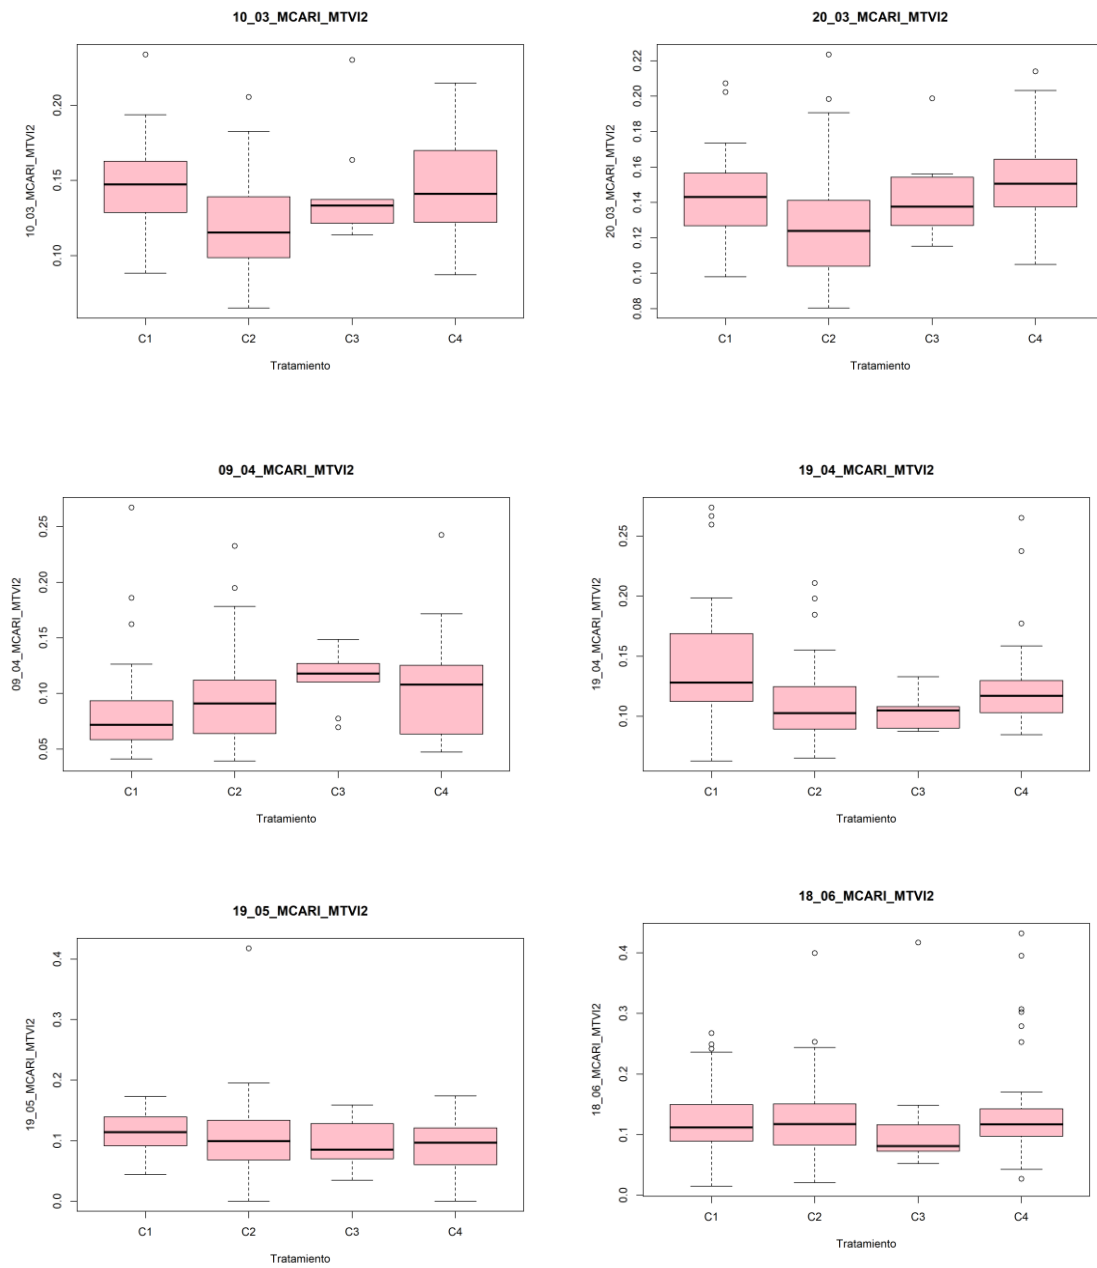 10_03_MCARI_MTVI2
10_03_MCARI_MTVI2
0.20
0.15
0.10
C1 C2 C3 C4
Tratamiento
20_03_MCARI_MTVI2
20_03_MCARI_MTVI2
0.22
0.20
0.18
0.16
0.14
0.12
0.10
0.08
C1 C2 C3 C4
Tratamiento
09_04_MCARI_MTVI2
09_04_MCARI_MTVI2
0.25
0.20
0.15
0.10
0.05
C1 C2 C3 C4
Tratamiento
19_04_MCARI_MTVI2
19_04_MCARI_MTVI2
0.25
0.20
0.15
0.10
C1 C2 C3 C4
Tratamiento
19_05_MCARI_MTVI2
19_05_MCARI_MTVI2
0.4
0.3
0.2
0.1
0.0
C1 C2 C3 C4
Tratamiento
18_06_MCARI_MTVI2
18_06_MCARI_MTVI2
0.4
0.3
0.2
0.1
0.0
C1 C2 C3 C4
Tratamiento